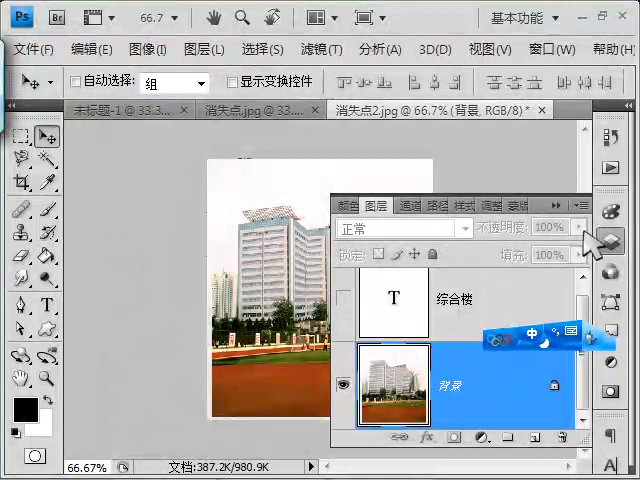 Ps Br 66.7 基本功能
文件(F) 编辑(E) 图像(I) 图层(L) 选择(S) 滤镜(T) 分析(A) 3D(D) 视图(V) 窗口(W) 帮助(H)
自动选择: 组 显示变换控件
未标题-1 @ 33.3... 消失点.jpg @ 33.... 消失点2.jpg @ 66.7% (背景, RGB/8) *
颜色 图层 通道 路径 样式 调整 蒙版
正常 不透明度: 100%
锁定: 填充: 100%
T 综合楼
中
背景
fx
66.67% 文档:387.2K/980.9K